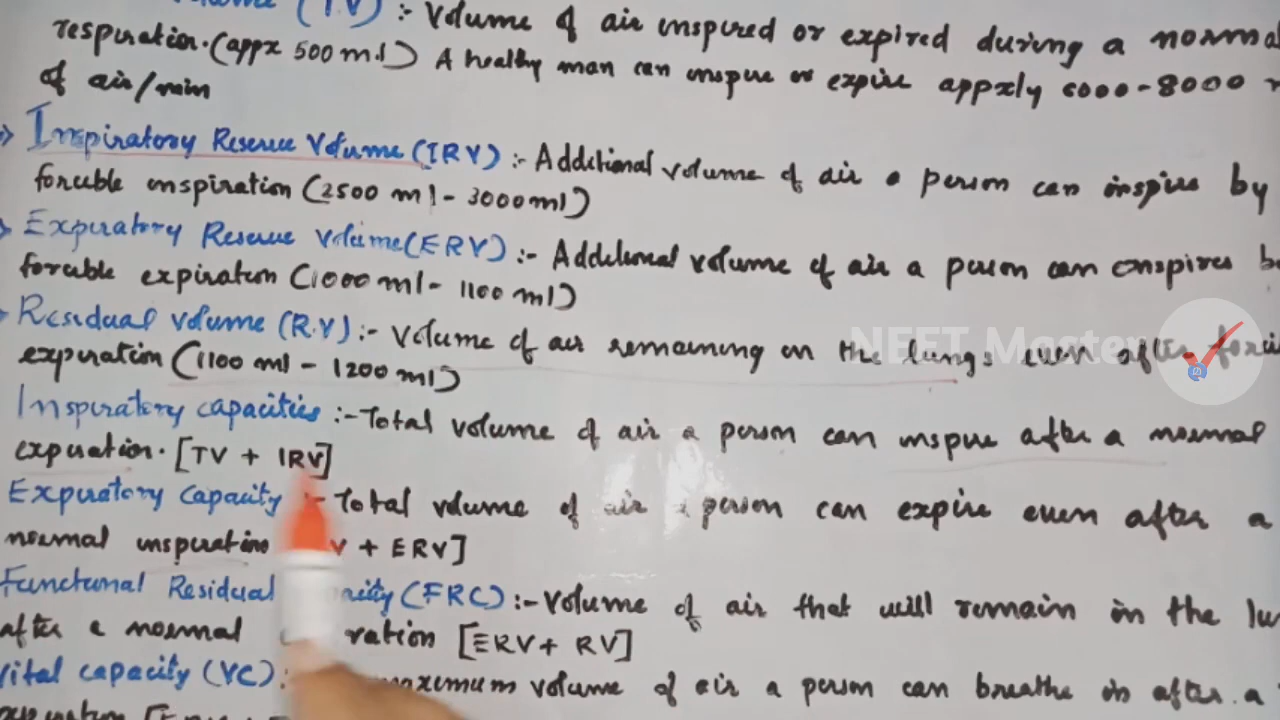 (T.V) :- Volume of air inspired or expired during a normal
respiration. (appx 500 ml) A healthy man can inspire or expire appxly 6000-8000
of air/min
Inspiratory Reserve Volume (IRV) :- Additional volume of air a person can inspire by
forcible inspiration (2500 ml - 3000 ml)
Expiratory Reserve Volume (ERV) :- Additional volume of air a person can
forcible expiration (1000 ml - 1100 ml)
Residual Volume (R.V) :- Volume of air remaining in the lungs even after
expiration (1100 ml - 1200 ml)
NEET Master
Inspiratory capacities :- Total volume of air a person can inspire after a normal
expiration. [TV + IRV]
Expiratory capacity :- Total volume of air a person can expire even after a
normal inspiration + ERV]
Functional Residual (FRC) :- Volume of air that will remain in the
after a normal [ERV + RV]
Vital capacity (VC) : maximum volume of air a person can breathe in after a